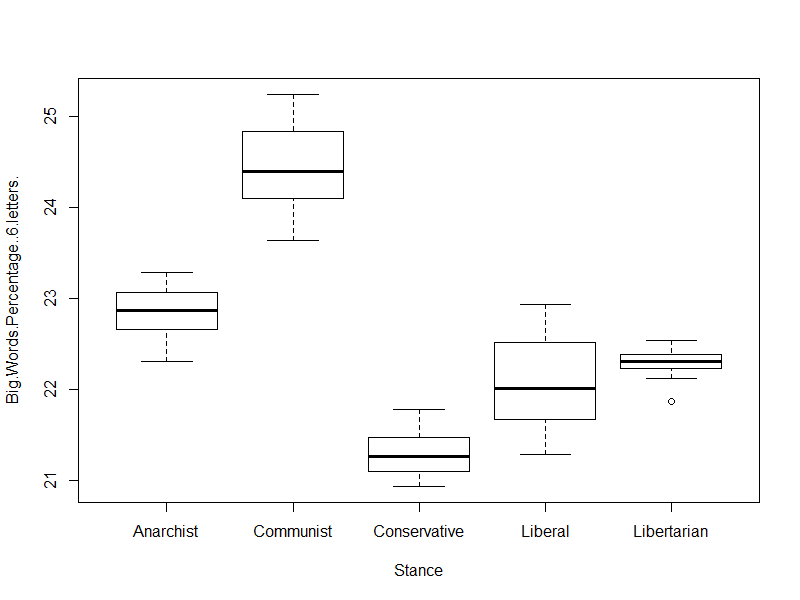 Big.Words.Percentage..6.letters.
25
24
23
22
21
Anarchist Communist Conservative Liberal Libertarian
Stance